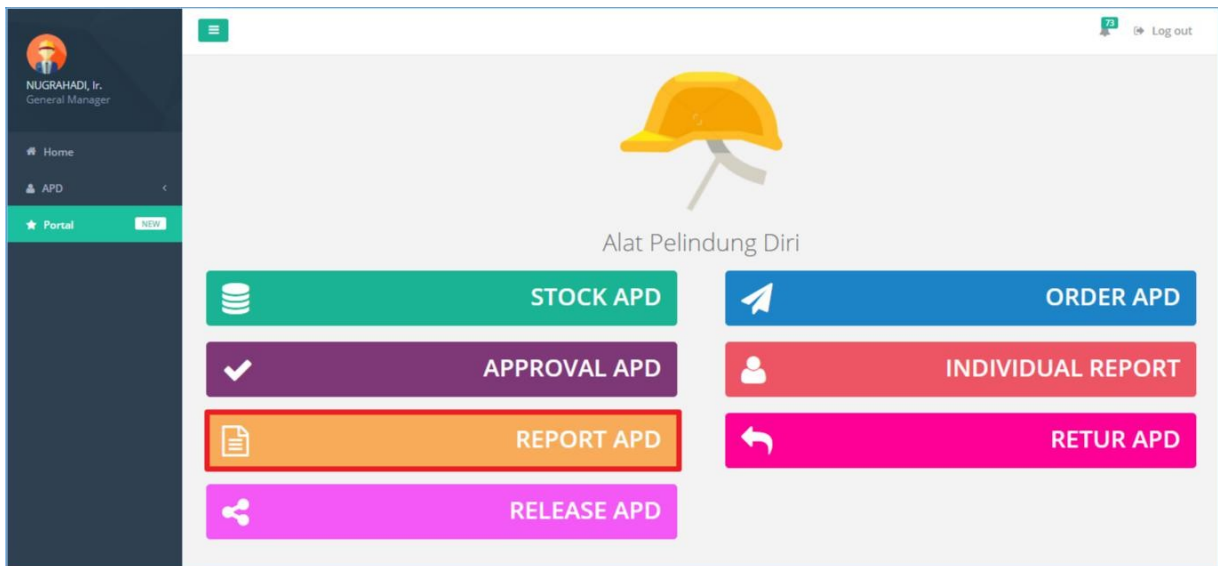 73
Log out
NUGRAHADI, Ir.
General Manager
Home
APD
Portal NEW
Alat Pelindung Diri
STOCK APD
ORDER APD
APPROVAL APD
INDIVIDUAL REPORT
REPORT APD
RETUR APD
RELEASE APD